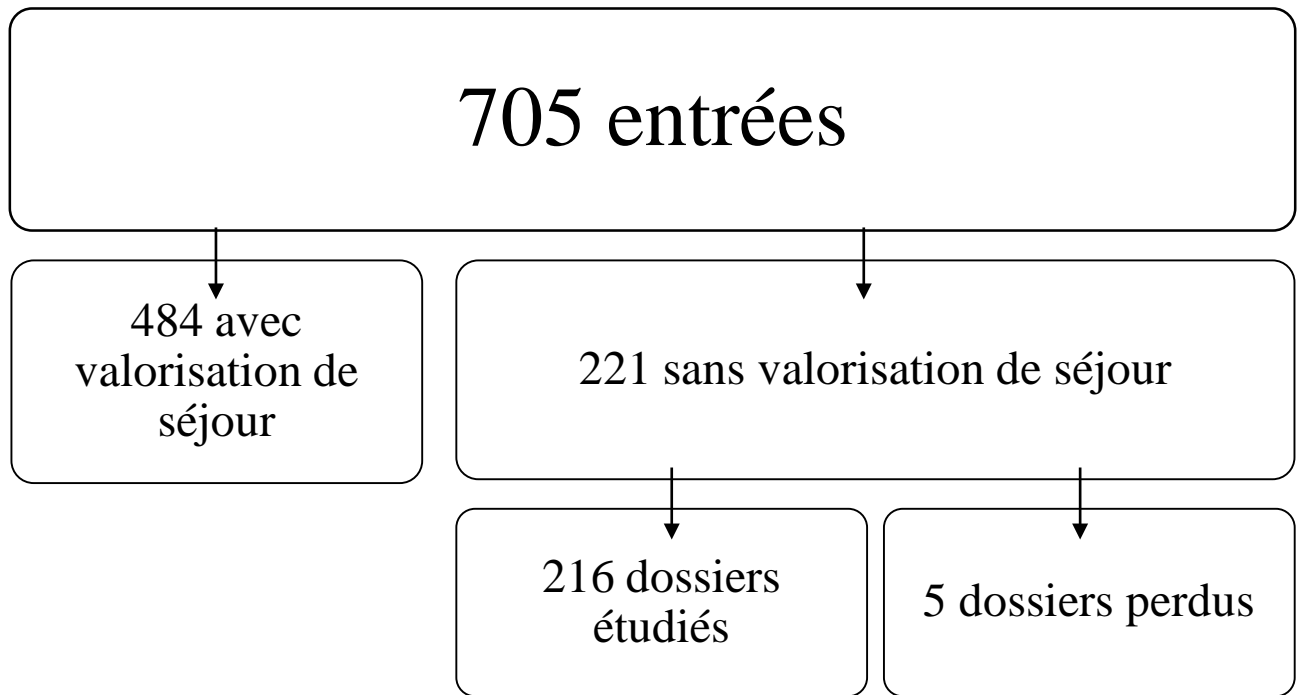 705 entrées
484 avec
valorisation de
séjour
221 sans valorisation de séjour
216 dossiers
étudiés
5 dossiers perdus